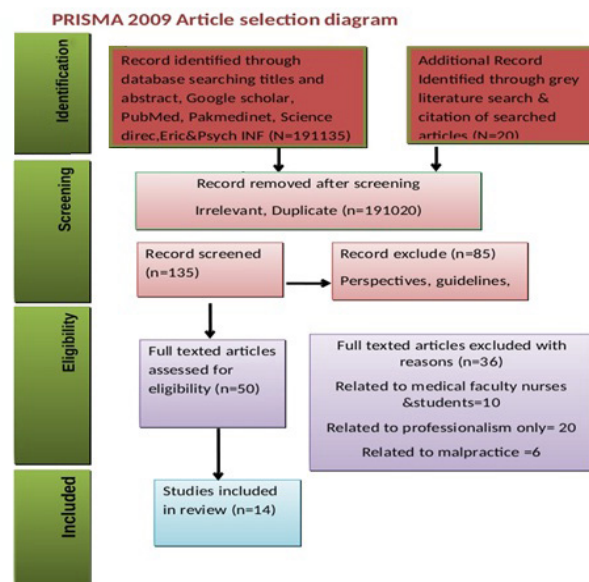 PRISMA 2009 Article selection diagram
Identification
Record identified through
database searching titles and
abstract, Google scholar,
PubMed, Pakmedinet, Science
direc,Eric&Psych INF (N=191135)
Additional Record
Identified through grey
literature search &
citation of searched
articles (N=20)
Screening
Record removed after screening
Irrelevant, Duplicate (n=191020)
Record screened
(n=135)
Record exclude (n=85)
Perspectives, guidelines,
Eligibility
Full texted articles
assessed for
eligibility (n=50)
Full texted articles excluded with
reasons (n=36)
Related to medical faculty nurses
&students=10
Related to professionalism only= 20
Related to malpractice =6
Included
Studies included
in review (n=14)